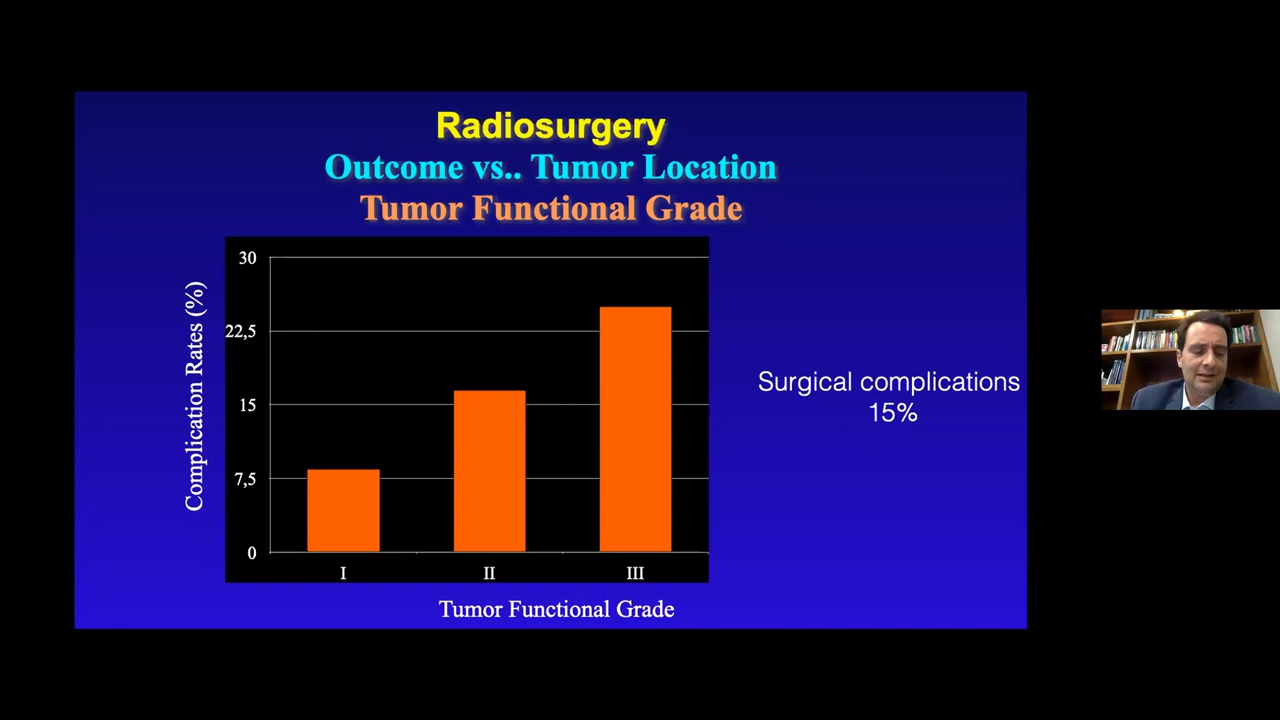 Radiosurgery
Outcome vs.. Tumor Location
Tumor Functional Grade
Complication Rates (%)
30
22,5
15
7,5
0
I II III
Tumor Functional Grade
Surgical complications
15%